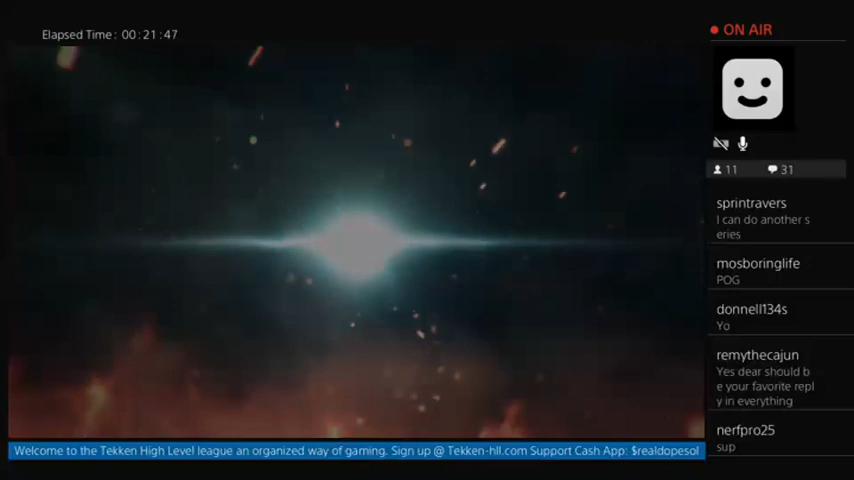 Elapsed Time: 00:21:47
ON AIR
11 31
sprintravers
I can do another s
eries
mosboringlife
POG
donnell134s
Yo
remythecajun
Yes dear should b
e your favorite repl
y in everything
nerfpro25
sup
Welcome to the Tekken High Level league an organized way of gaming. Sign up @ Tekken-hll.com Support Cash App: $realdopesol